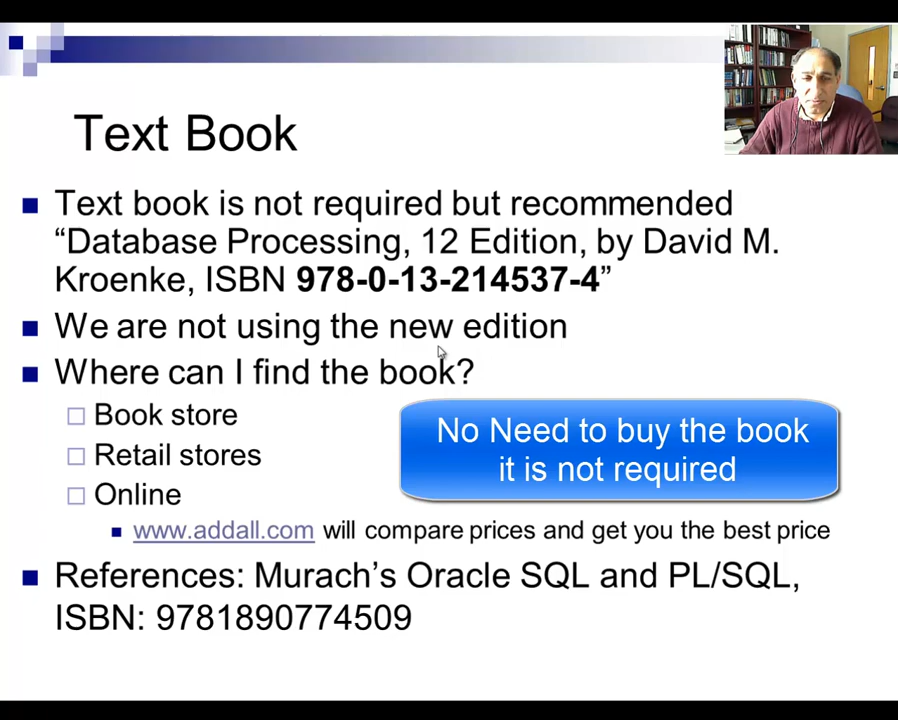 Text Book
Text book is not required but recommended
“Database Processing, 12 Edition, by David M.
Kroenke, ISBN 978-0-13-214537-4”
We are not using the new edition
Where can I find the book?
Book store
Retail stores
Online
www.addall.com will compare prices and get you the best price
No Need to buy the book
it is not required
References: Murach’s Oracle SQL and PL/SQL,
ISBN: 9781890774509